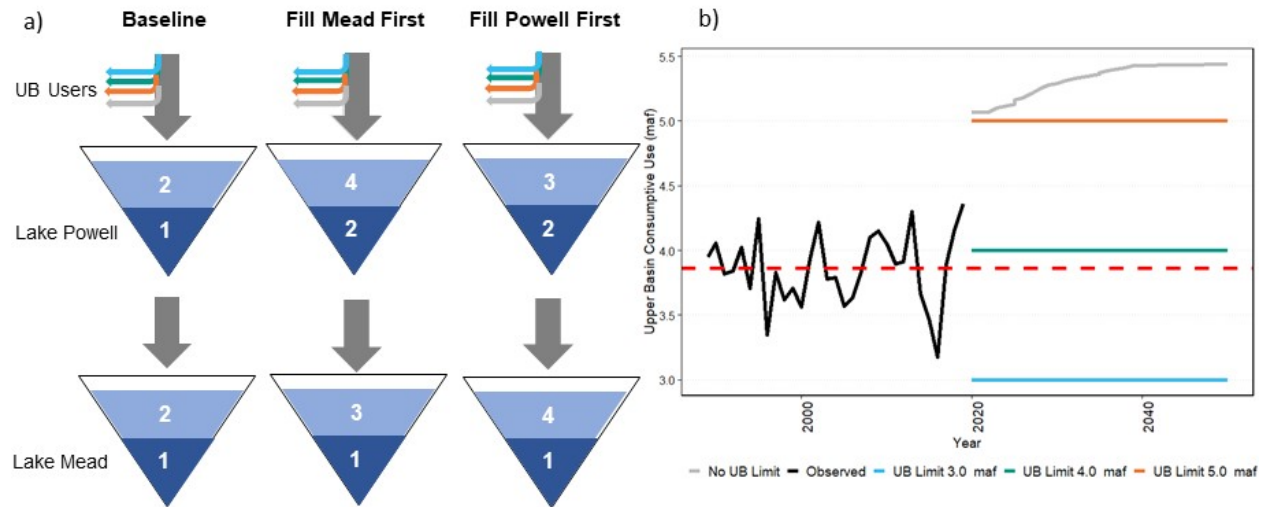 a)
Baseline
Fill Mead First
Fill Powell First
UB Users
2
4
3
Lake Powell
1
2
2
2
3
4
Lake Mead
1
1
1
b)
Upper Basin Consumptive Use (maf)
5.5
5.0
4.5
4.0
3.5
3.0
2000
2020
2040
Year
No UB Limit
Observed
UB Limit 3.0 maf
UB Limit 4.0 maf
UB Limit 5.0 maf